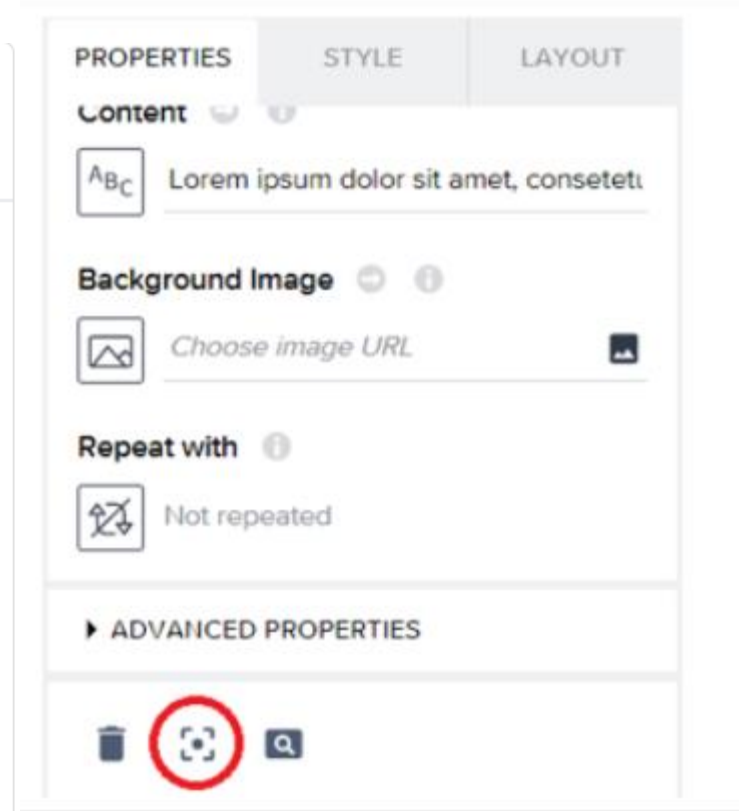 PROPERTIES STYLE LAYOUT
Content
ABC Lorem ipsum dolor sit amet, consetetu
Background Image
Choose image URL
Repeat with
Not repeated
ADVANCED PROPERTIES